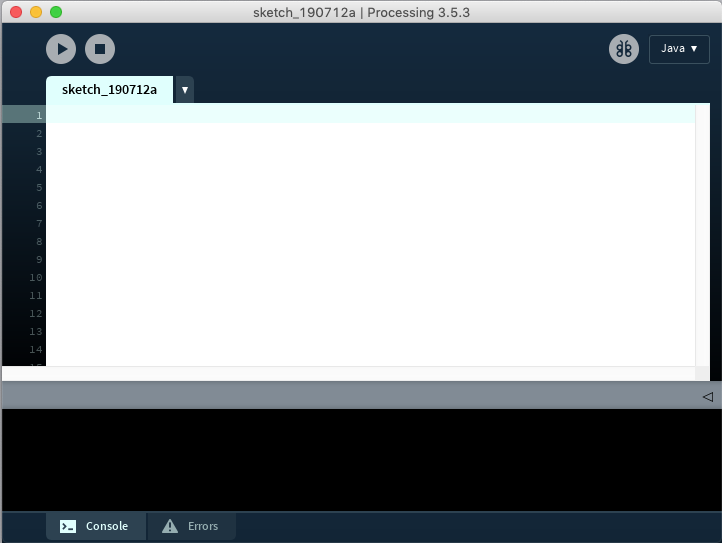 sketch_190712a | Processing 3.5.3
Java ▼
sketch_190712a ▼
1
2
3
4
5
6
7
8
9
10
11
12
13
14
Console
Errors